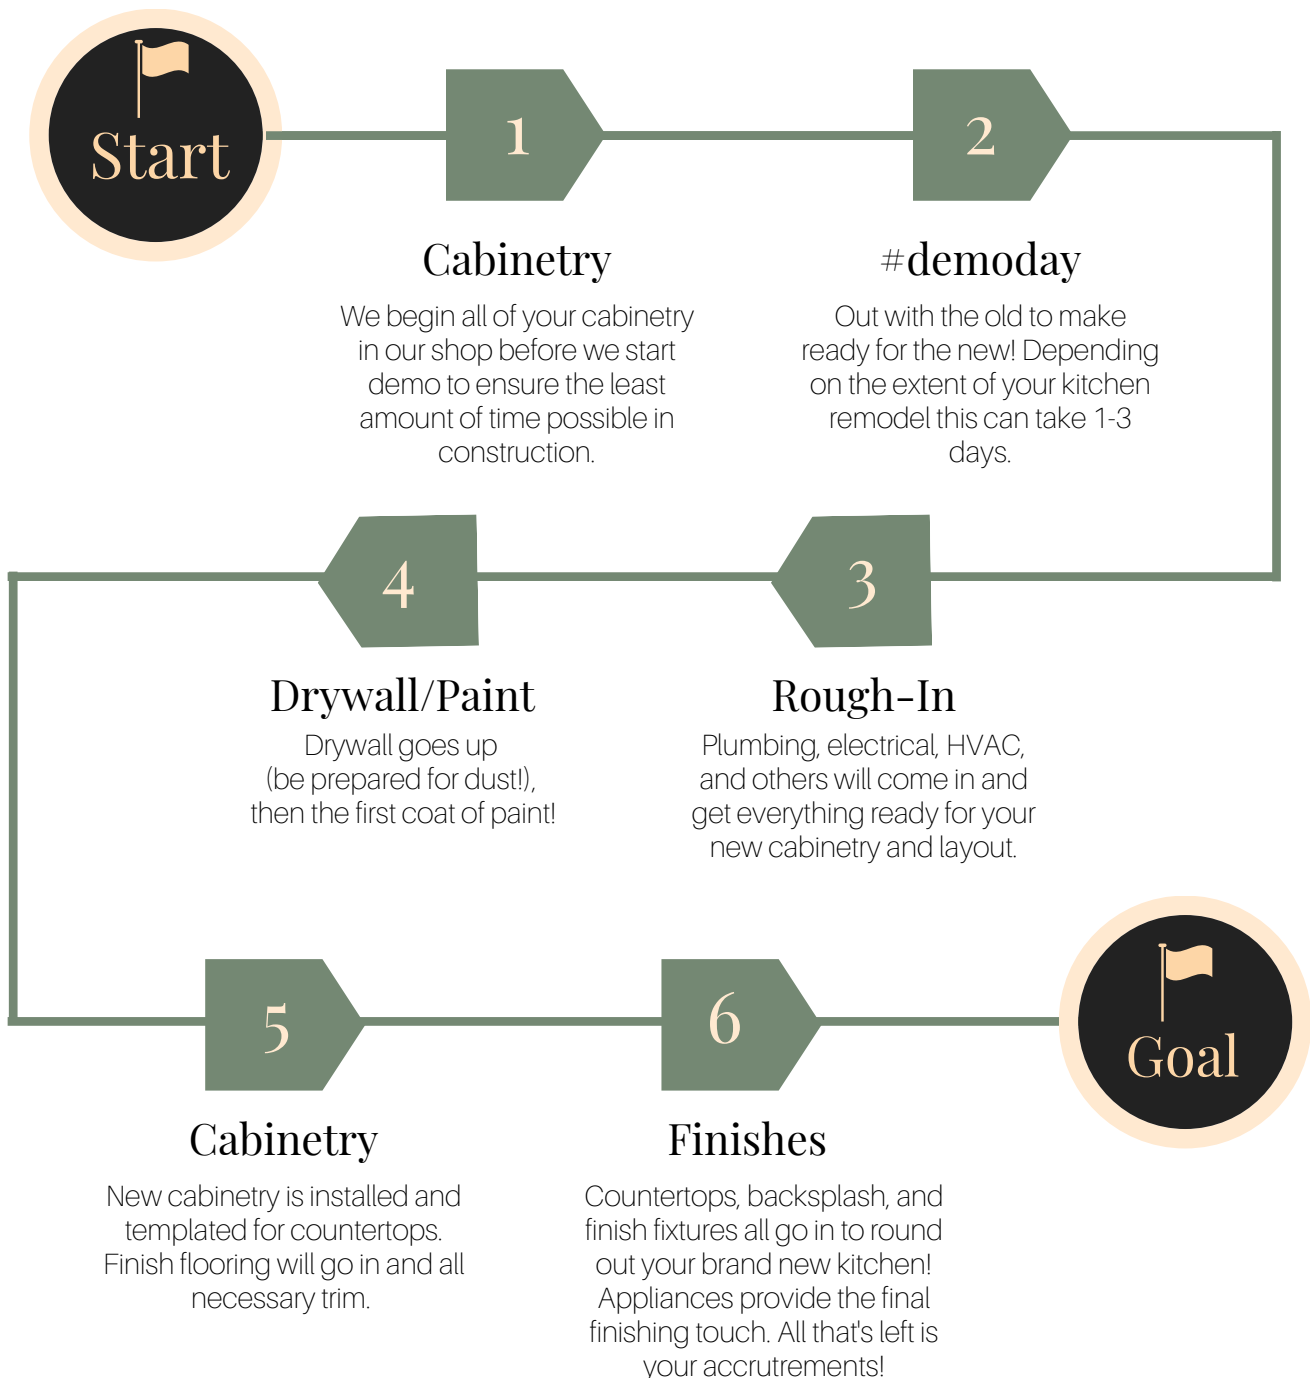 Start
1
Cabinetry
We begin all of your cabinetry
in our shop before we start
demo to ensure the least
amount of time possible in
construction.
2
#demoday
Out with the old to make
ready for the new! Depending
on the extent of your kitchen
remodel this can take 1-3
days.
3
Rough-In
Plumbing, electrical, HVAC,
and others will come in and
get everything ready for your
new cabinetry and layout.
4
Drywall/Paint
Drywall goes up
(be prepared for dust!),
then the first coat of paint!
5
Cabinetry
New cabinetry is installed and
templated for countertops.
Finish flooring will go in and all
necessary trim.
6
Finishes
Countertops, backsplash, and
finish fixtures all go in to round
out your brand new kitchen!
Appliances provide the final
finishing touch. All that's left is
your accrutrements!
Goal